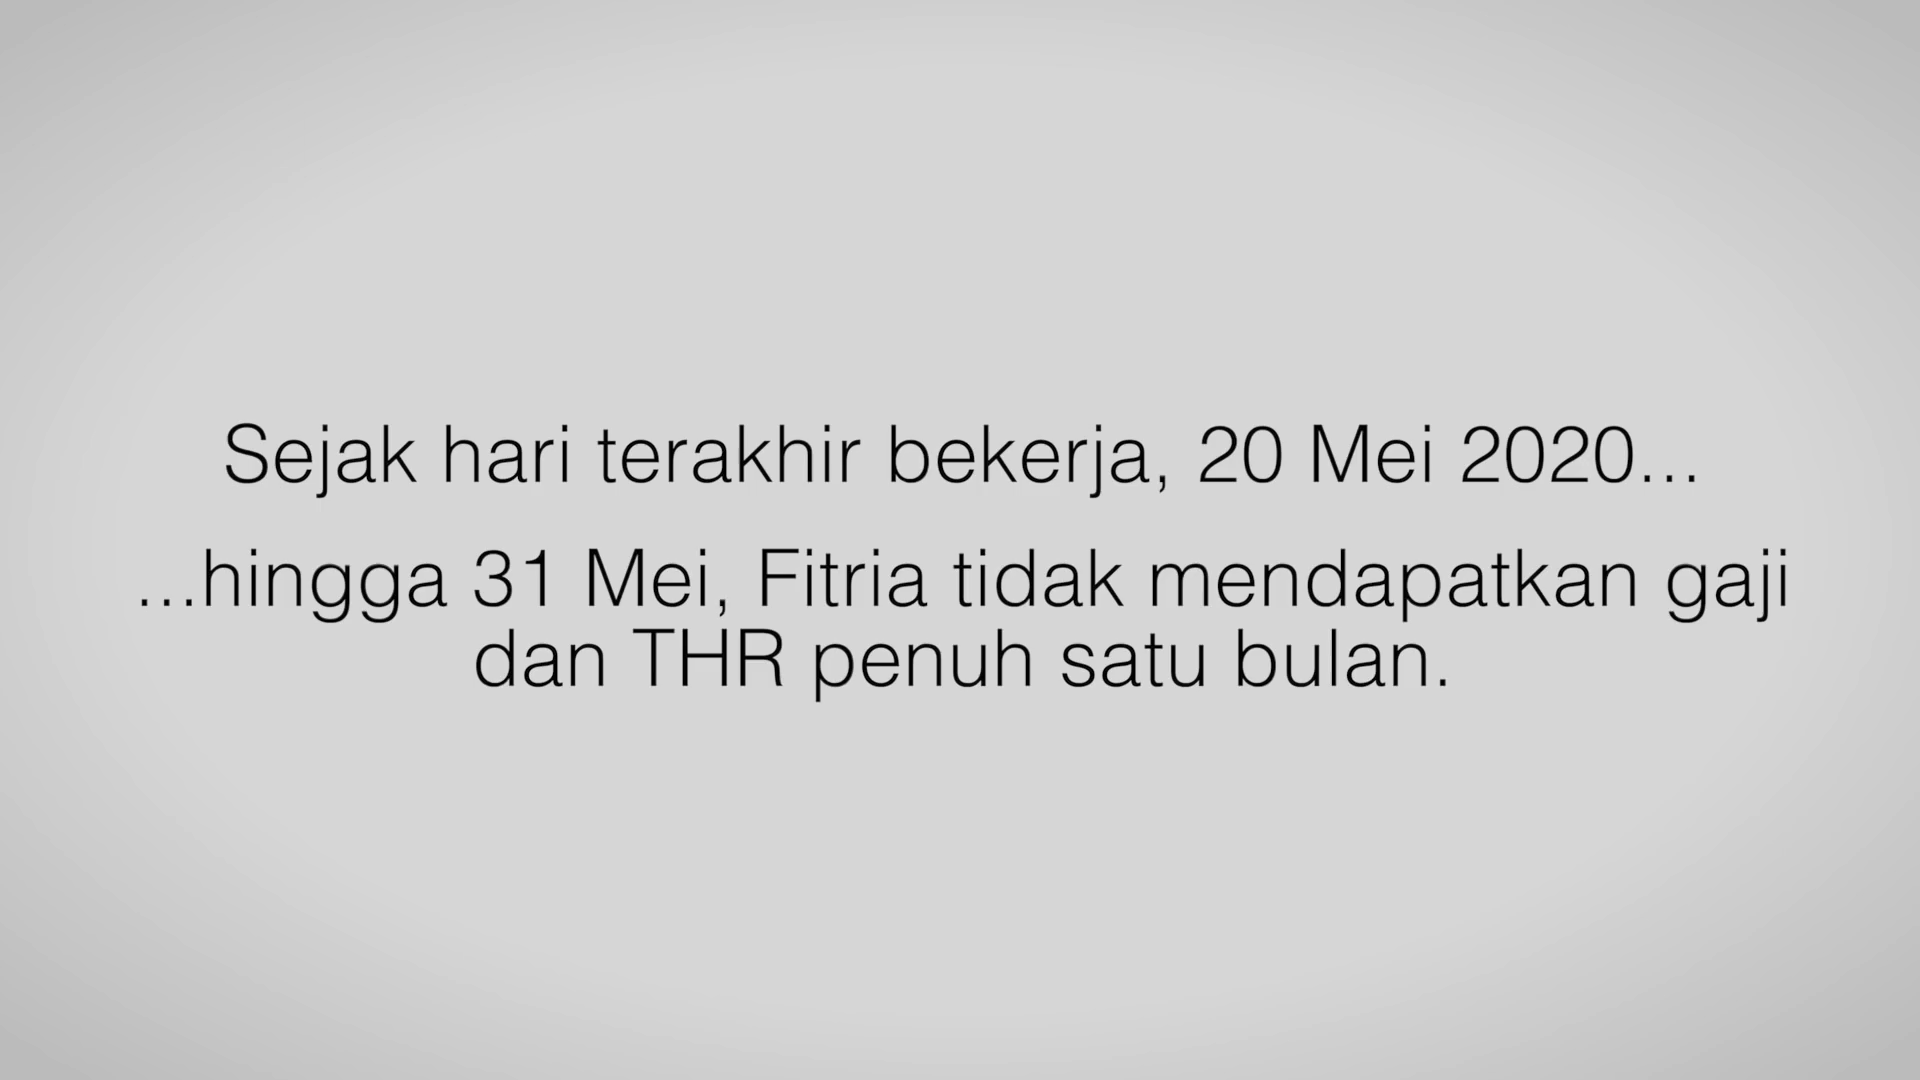 Sejak hari terakhir bekerja, 20 Mei 2020...
...hingga 31 Mei, Fitria tidak mendapatkan gaji
dan THR penuh satu bulan.